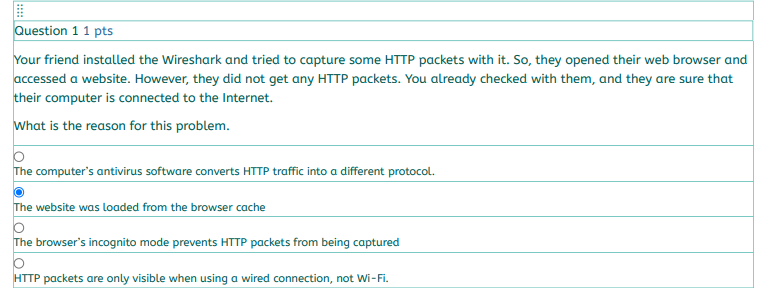 Question 1 1 pts
Your friend installed the Wireshark and tried to capture some HTTP packets with it. So, they opened their web browser and
accessed a website. However, they did not get any HTTP packets. You already checked with them, and they are sure that
their computer is connected to the Internet.
What is the reason for this problem.
The computer's antivirus software converts HTTP traffic into a different protocol.
The website was loaded from the browser cache
The browser's incognito mode prevents HTTP packets from being captured
HTTP packets are only visible when using a wired connection, not Wi-Fi.